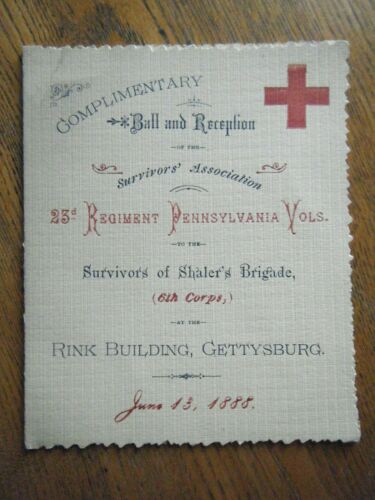 COMPLIMENTARY
Ball and Reception
—OF THE—
Survivors' Association
23d REGIMENT PENNSYLVANIA VOLS.
—TO THE—
Survivors of Shaler's Brigade,
(6th Corps,)
—AT THE—
RINK BUILDING, GETTYSBURG.
June 13, 1888.